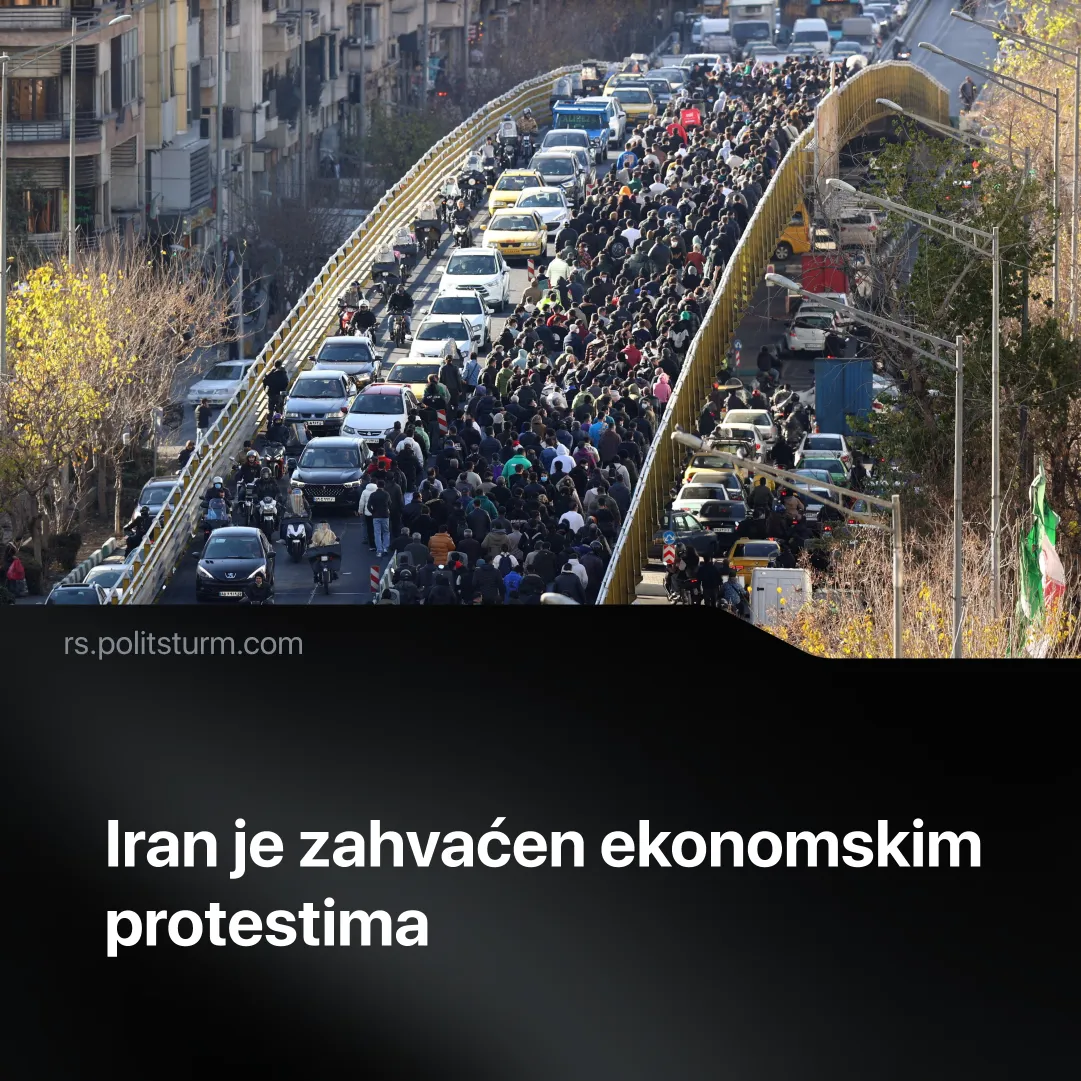 rs.politsturm.com
Iran je zahvaćen ekonomskim
protestima